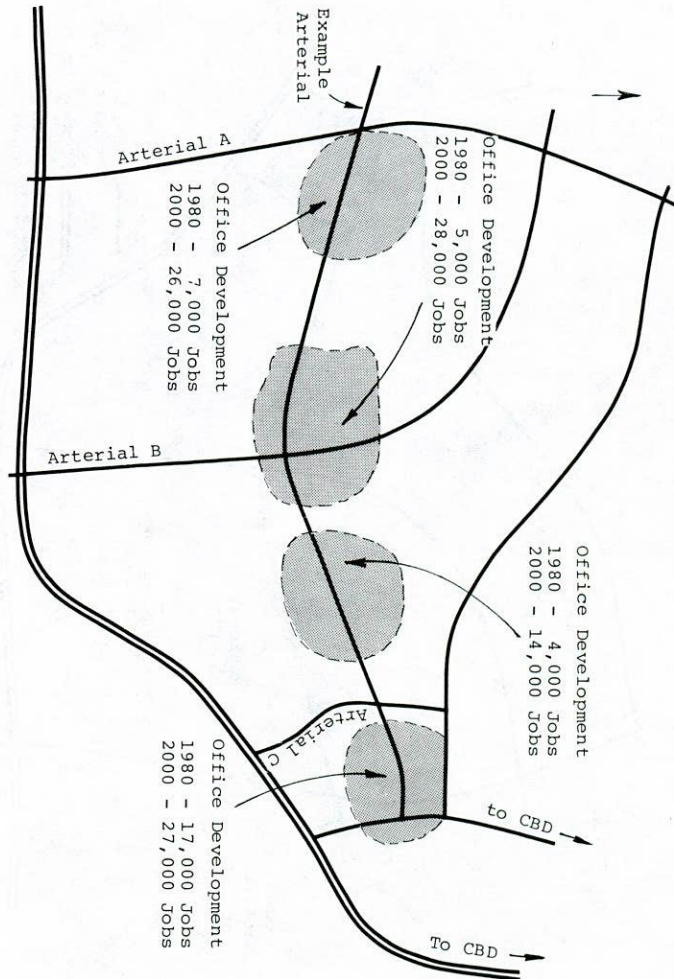 Example
Arterial
Arterial A
Office Development
1980 - 5,000 Jobs
2000 - 28,000 Jobs
Office Development
1980 - 7,000 Jobs
2000 - 26,000 Jobs
Arterial B
Office Development
1980 - 4,000 Jobs
2000 - 14,000 Jobs
Arterial C
Office Development
1980 - 17,000 Jobs
2000 - 27,000 Jobs
to CBD
To CBD